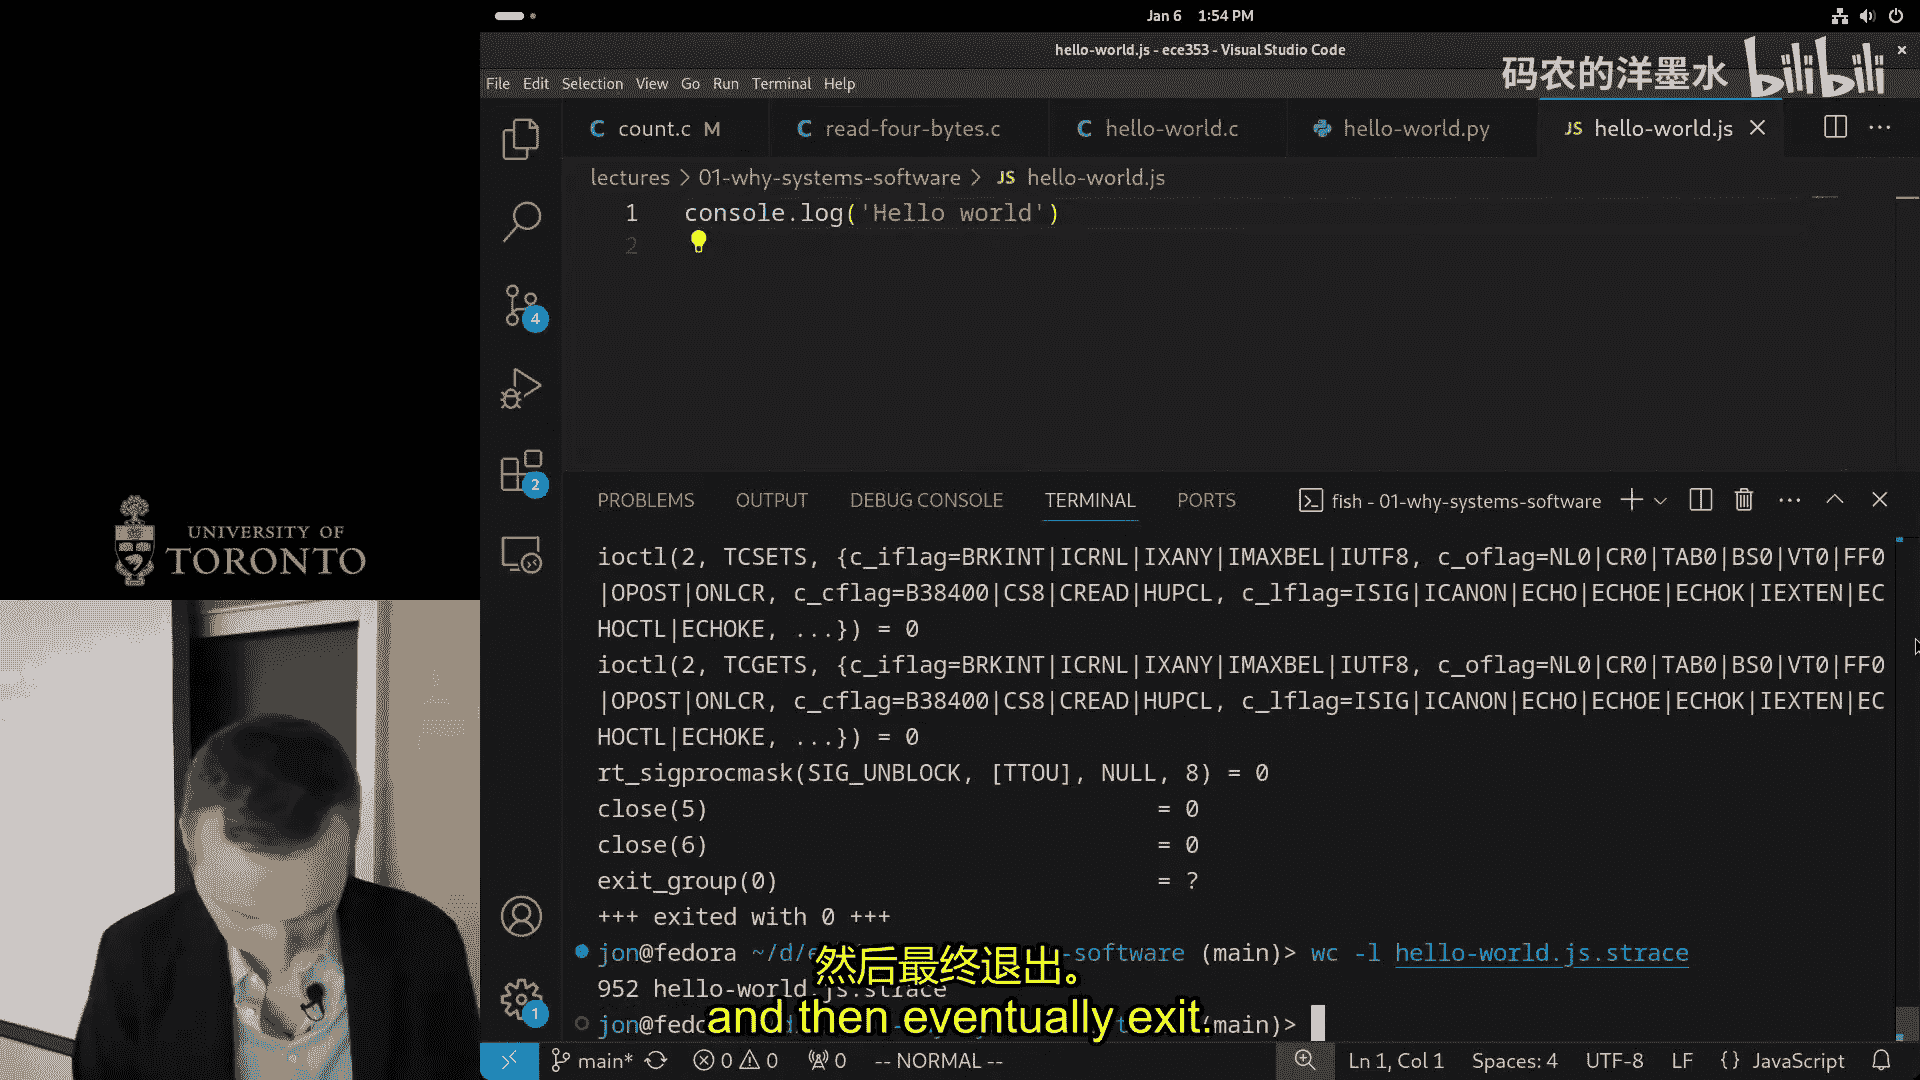 Jan 6 1:54 PM
hello-world.js - ece353 - Visual Studio Code
码农的洋墨水 bilibili
File Edit Selection View Go Run Terminal Help
C count.c M C read-four-bytes.c C hello-world.c hello-world.py JS hello-world.js
lectures > 01-why-systems-software > JS hello-world.js
1 console.log('Hello world')
2
4
2
PROBLEMS OUTPUT DEBUG CONSOLE TERMINAL PORTS fish - 01-why-systems-software
UNIVERSITY OF
TORONTO
ioctl(2, TCSETS, {c_iflag=BRKINT|ICRNL|IXANY|IMAXBEL|IUTF8, c_oflag=NL0|CR0|TAB0|BS0|VT0|FF0
|OPOST|ONLCR, c_cflag=B38400|CS8|CREAD|HUPCL, c_lflag=ISIG|ICANON|ECHO|ECHOE|ECHOK|IEXTEN|EC
HOCTL|ECHOKE, ...}) = 0
ioctl(2, TCGETS, {c_iflag=BRKINT|ICRNL|IXANY|IMAXBEL|IUTF8, c_oflag=NL0|CR0|TAB0|BS0|VT0|FF0
|OPOST|ONLCR, c_cflag=B38400|CS8|CREAD|HUPCL, c_lflag=ISIG|ICANON|ECHO|ECHOE|ECHOK|IEXTEN|EC
HOCTL|ECHOKE, ...}) = 0
rt_sigprocmask(SIG_UNBLOCK, [TTOU], NULL, 8) = 0
close(5) = 0
close(6) = 0
exit_group(0) = ?
+++ exited with 0 +++
jon@fedora ~/d/ -software (main)> wc -l hello-world.js.strace
然后最终退出。
952 hello-world.js.strace
and then eventually exit.
(main)>
1
main* 0 0 0 -- NORMAL -- Ln 1, Col 1 Spaces: 4 UTF-8 LF {} JavaScript